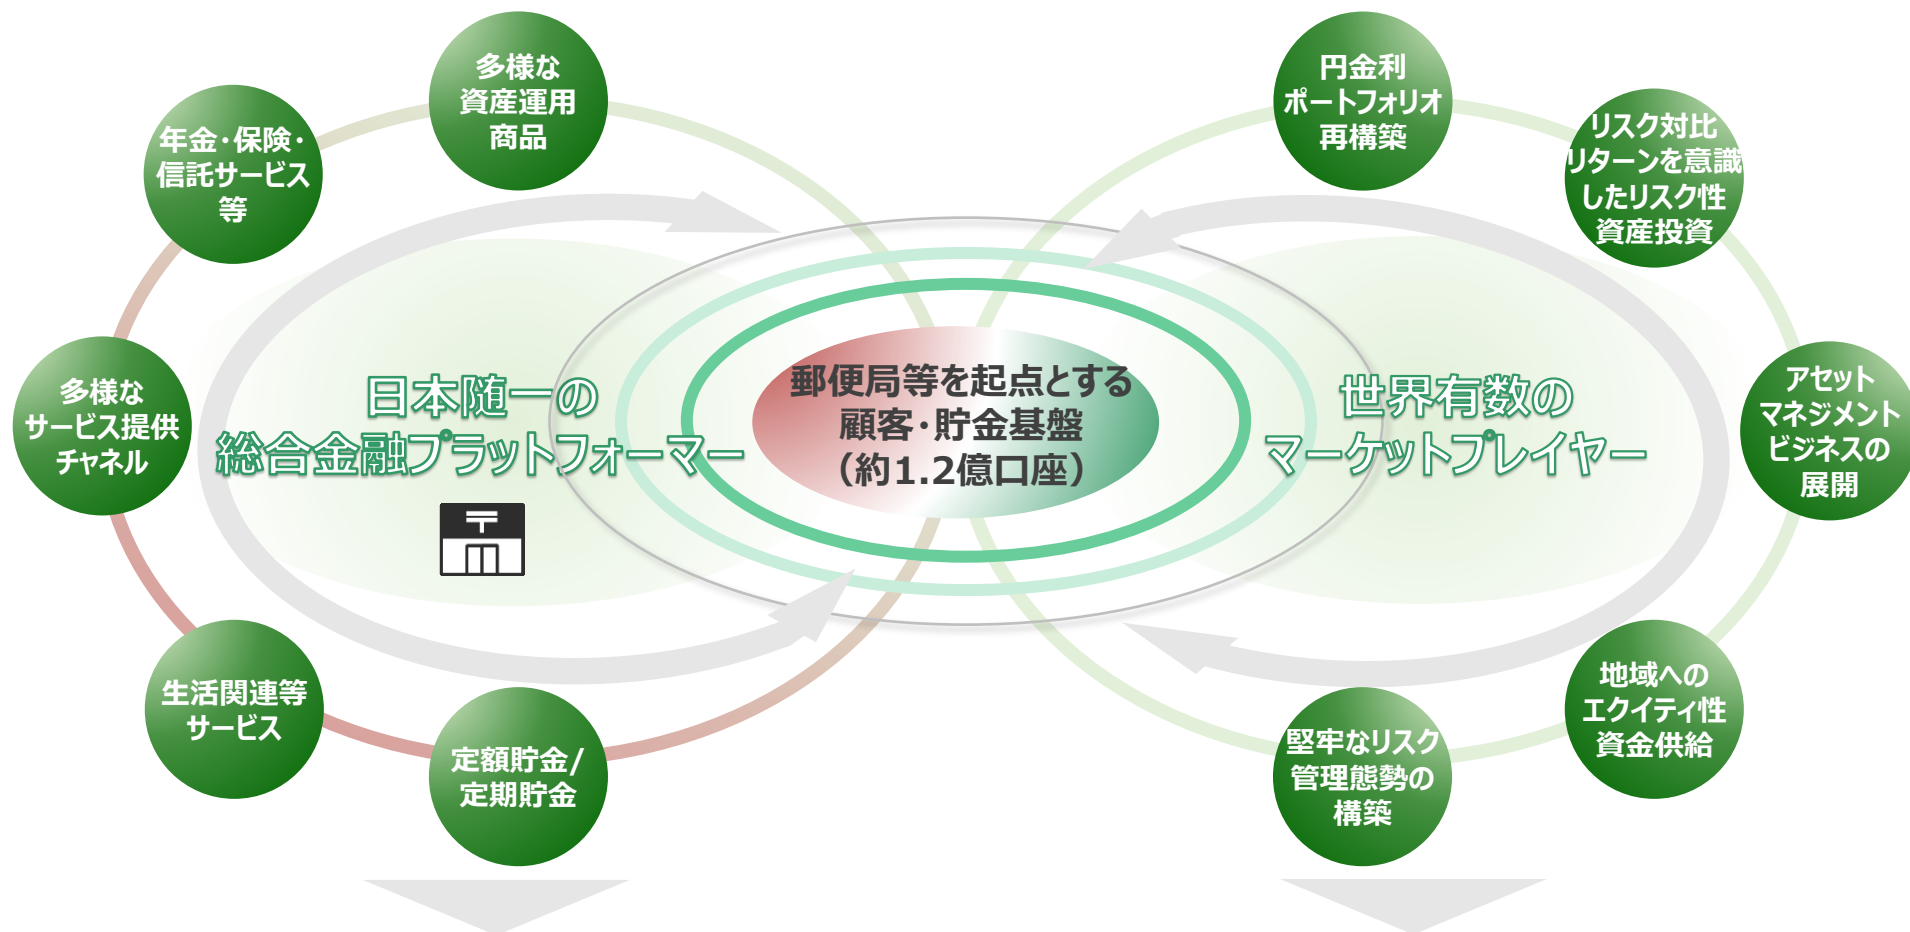 多様な
資産運用
商品
年金・保険・
信託サービス
等
多様な
サービス提供
チャネル
生活関連等
サービス
定額貯金/
定期貯金
日本随一の
総合金融プラットフォーマー
郵便局等を起点とする
顧客・貯金基盤
（約1.2億口座）
世界有数の
マーケットプレイヤー
円金利
ポートフォリオ
再構築
リスク対比
リターンを意識
したリスク性
資産投資
アセット
マネジメント
ビジネスの
展開
地域への
エクイティ性
資金供給
堅牢なリスク
管理態勢の
構築